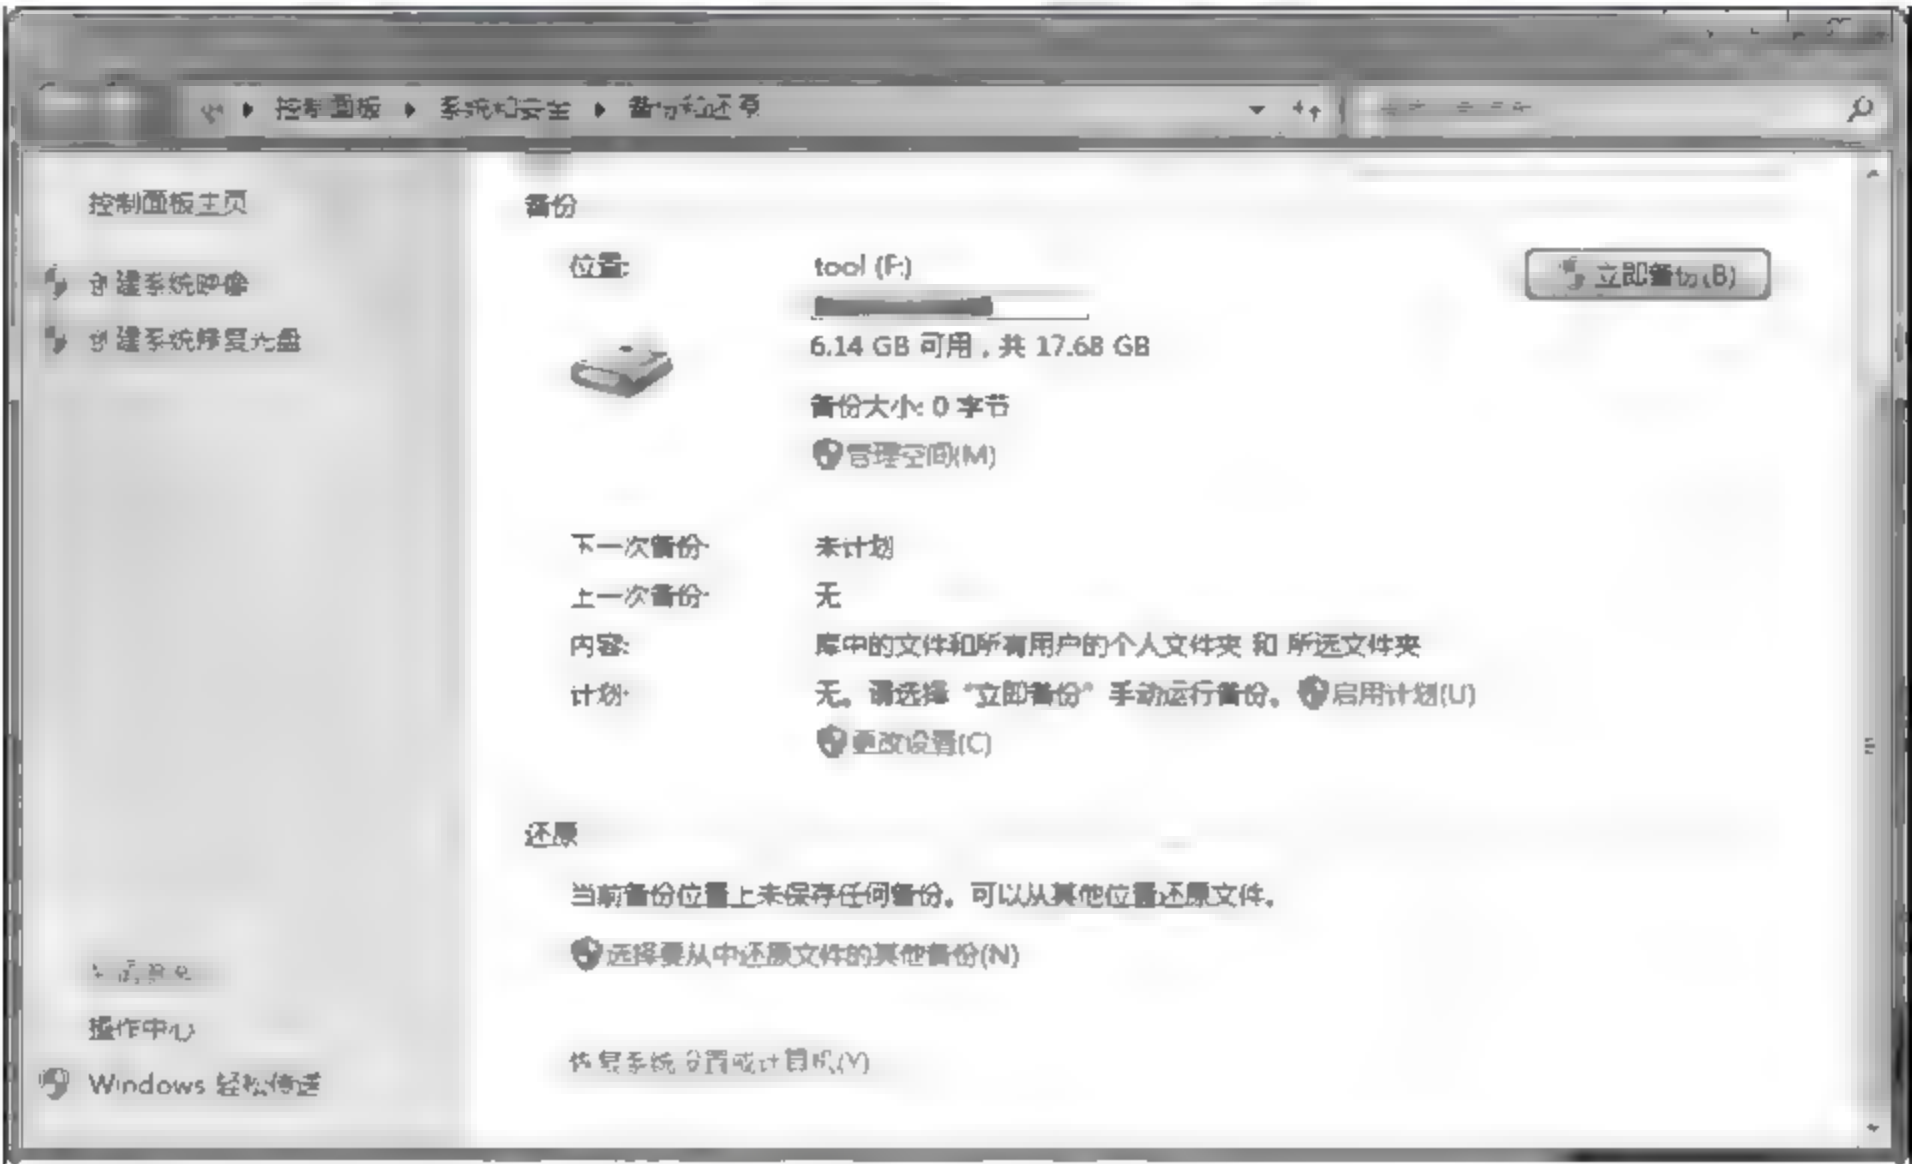 控制面板 系统和安全 备份和还原
控制面板主页
创建系统映像
创建系统修复光盘
操作中心
Windows 轻松传送
备份
位置:
tool (F:)
立即备份(B)
6.14 GB 可用，共 17.68 GB
备份大小: 0 字节
管理空间(M)
下一次备份: 未计划
上一次备份: 无
内容: 库中的文件和所有用户的个人文件夹 和 所选文件夹
计划: 无。请选择“立即备份”手动运行备份。 启用计划(U)
更改设置(C)
还原
当前备份位置上未保存任何备份。可以从其他位置还原文件。
选择要从中还原文件的其他备份(N)
恢复系统设置或计算机(Y)